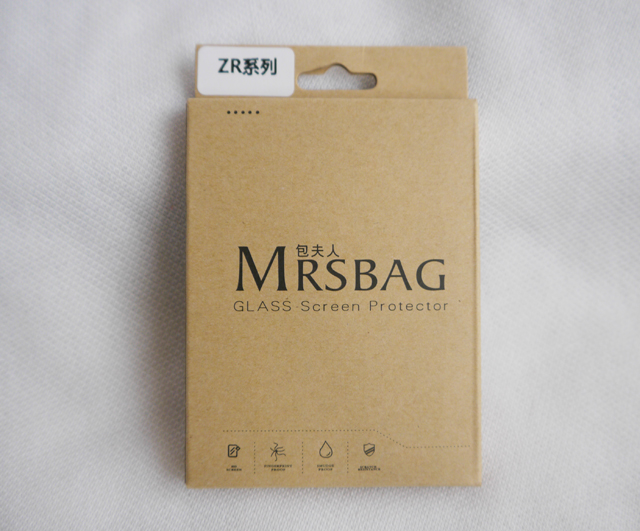 ZR系列
包夫人
MRSBAG
GLASS Screen Protector